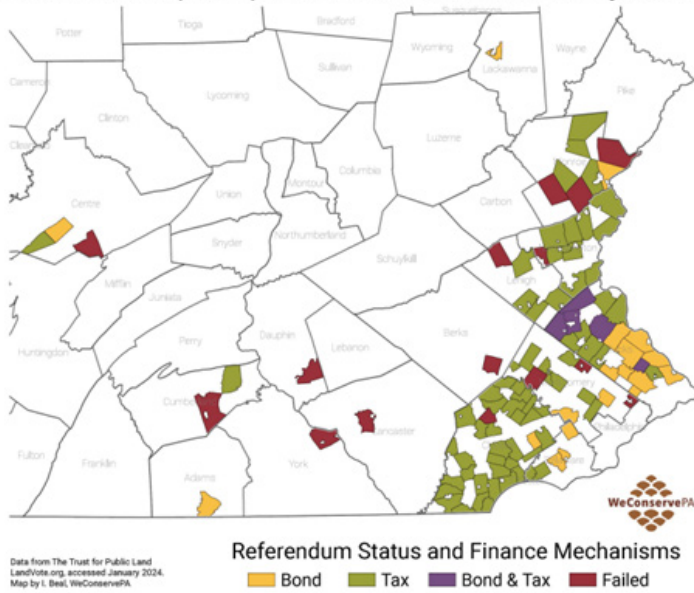 Potter
Tioga
Bradford
Susquehanna
Wyoming
Wayne
Cameron
Sullivan
Lackawanna
Pike
Clinton
Lycoming
Luzerne
Monroe
Centre
Union
Montour
Columbia
Carbon
Snyder
Northumberland
Schuylkill
Lehigh
Mifflin
Juniata
Huntingdon
Perry
Dauphin
Lebanon
Berks
Lancaster
Philadelphia
Fulton
Franklin
Adams
York
WeConservePA
Data from The Trust for Public Land
LandVote.org, accessed January 2024.
Map by I. Beal, WeConservePA
Referendum Status and Finance Mechanisms
Bond Tax Bond & Tax Failed